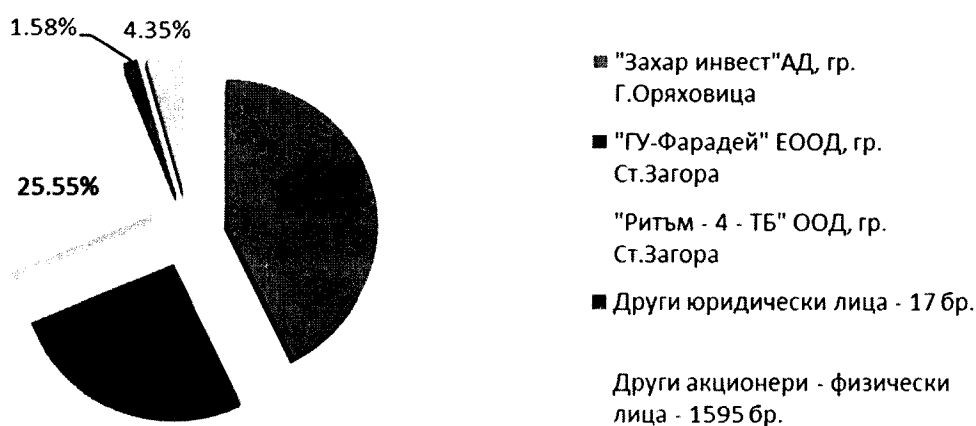 1.58% 4.35%
25.55%
"Захар инвест"АД, гр.
Г.Оряховица
"ГУ-Фарадей" ЕООД, гр.
Ст.Загора
"Ритъм - 4 - ТБ" ООД, гр.
Ст.Загора
Други юридически лица - 17 бр.
Други акционери - физически
лица - 1595 бр.